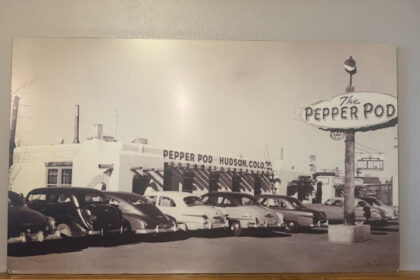 The
PEPPER POD
PEPPER POD HUDSON, COLO.